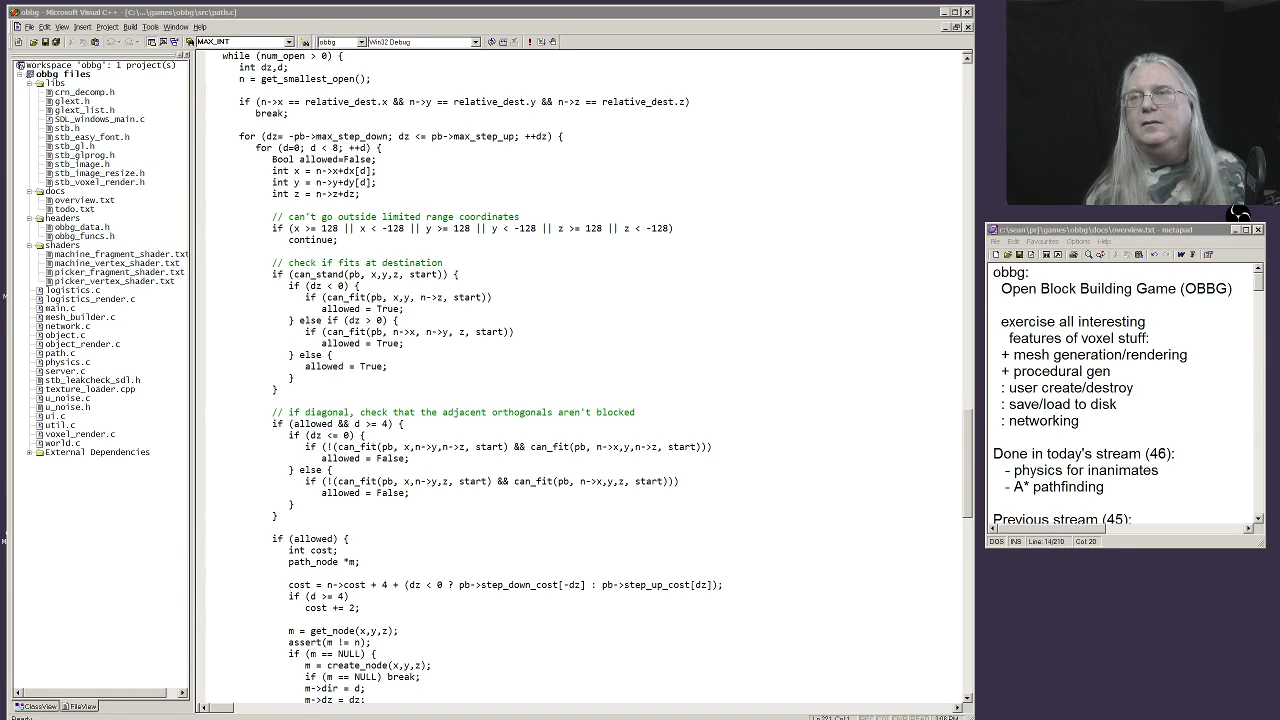 obbg - Microsoft Visual C++ - [C:\...\games\obbg\src\path.c]
File Edit View Insert Project Build Tools Window Help
MAX_INT
obbg
Win32 Debug
Workspace 'obbg': 1 project(s)
obbg files
libs
crn_decomp.h
glext.h
glext_list.h
SDL_windows_main.c
stb.h
stb_easy_font.h
stb_gl.h
stb_glprog.h
stb_image.h
stb_image_resize.h
stb_voxel_render.h
docs
overview.txt
todo.txt
headers
obbg_data.h
obbg_funcs.h
shaders
machine_fragment_shader.txt
machine_vertex_shader.txt
picker_fragment_shader.txt
picker_vertex_shader.txt
logistics.c
logistics_render.c
main.c
mesh_builder.c
network.c
object.c
object_render.c
path.c
physics.c
server.c
stb_leakcheck_sdl.h
texture_loader.cpp
u_noise.c
u_noise.h
ui.c
util.c
voxel_render.c
world.c
External Dependencies
ClassView FileView
while (num_open > 0) {
int dz,d;
n = get_smallest_open();
if (n->x == relative_dest.x && n->y == relative_dest.y && n->z == relative_dest.z)
break;
for (dz= -pb->max_step_down; dz <= pb->max_step_up; ++dz) {
for (d=0; d < 8; ++d) {
Bool allowed=False;
int x = n->x+dx[d];
int y = n->y+dy[d];
int z = n->z+dz;
// can't go outside limited range coordinates
if (x >= 128 || x < -128 || y >= 128 || y < -128 || z >= 128 || z < -128)
continue;
// check if fits at destination
if (can_stand(pb, x,y,z, start)) {
if (dz < 0) {
if (can_fit(pb, x,y, n->z, start))
allowed = True;
} else if (dz > 0) {
if (can_fit(pb, n->x, n->y, z, start))
allowed = True;
} else {
allowed = True;
}
}
// if diagonal, check that the adjacent orthogonals aren't blocked
if (allowed && d >= 4) {
if (dz <= 0) {
if (!(can_fit(pb, x,n->y,n->z, start) && can_fit(pb, n->x,y,n->z, start)))
allowed = False;
} else {
if (!(can_fit(pb, x,n->y,z, start) && can_fit(pb, n->x,y,z, start)))
allowed = False;
}
}
if (allowed) {
int cost;
path_node *m;
cost = n->cost + 4 + (dz < 0 ? pb->step_down_cost[-dz] : pb->step_up_cost[dz]);
if (d >= 4)
cost += 2;
m = get_node(x,y,z);
assert(m != n);
if (m == NULL) {
m = create_node(x,y,z);
if (m == NULL) break;
m->dir = d;
m->dz = dz;
c:\sean\prj\games\obbg\docs\overview.txt - metapad
File Edit Favourites Options Help
obbg:
Open Block Building Game (OBBG)
exercise all interesting
features of voxel stuff:
+ mesh generation/rendering
+ procedural gen
: user create/destroy
: save/load to disk
: networking
Done in today's stream (46):
- physics for inanimates
- A* pathfinding
Previous stream (45):
DOS INS Line: 14/210 Col: 20